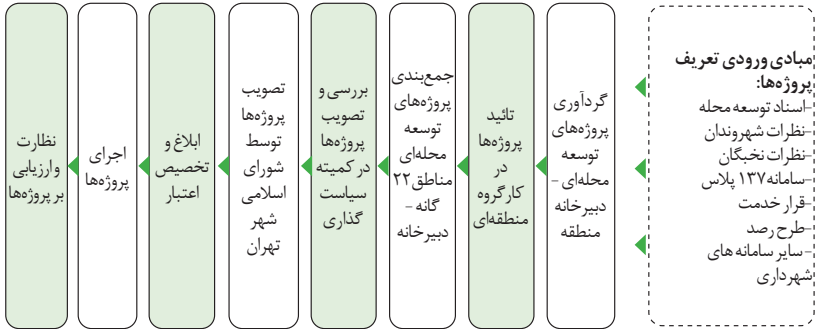 مبادی ورودی تعریف
پروژه‌ها:
-اسناد توسعه محله
-نظرات شهروندان
-نظرات نخبگان
-سامانه ۱۳۷ پلاس
-قرار خدمت
-طرح رصد
-سایر سامانه های
شهرداری
گردآوری
پروژه‌های
توسعه
محله‌ای -
دبیرخانه
منطقه
تائید
پروژه‌ها
در
کارگروه
منطقه‌ای
جمع‌بندی
پروژه‌های
توسعه
محله‌ای
مناطق ۲۲
گانه -
دبیرخانه
بررسی و
تصویب
پروژه‌ها
در کمیته
سیاست
گذاری
تصویب
پروژه‌ها
توسط
شورای
اسلامی
شهر
تهران
ابلاغ و
تخصیص
اعتبار
اجرای
پروژه‌ها
نظارت
وارزیابی
بر پروژه‌ها